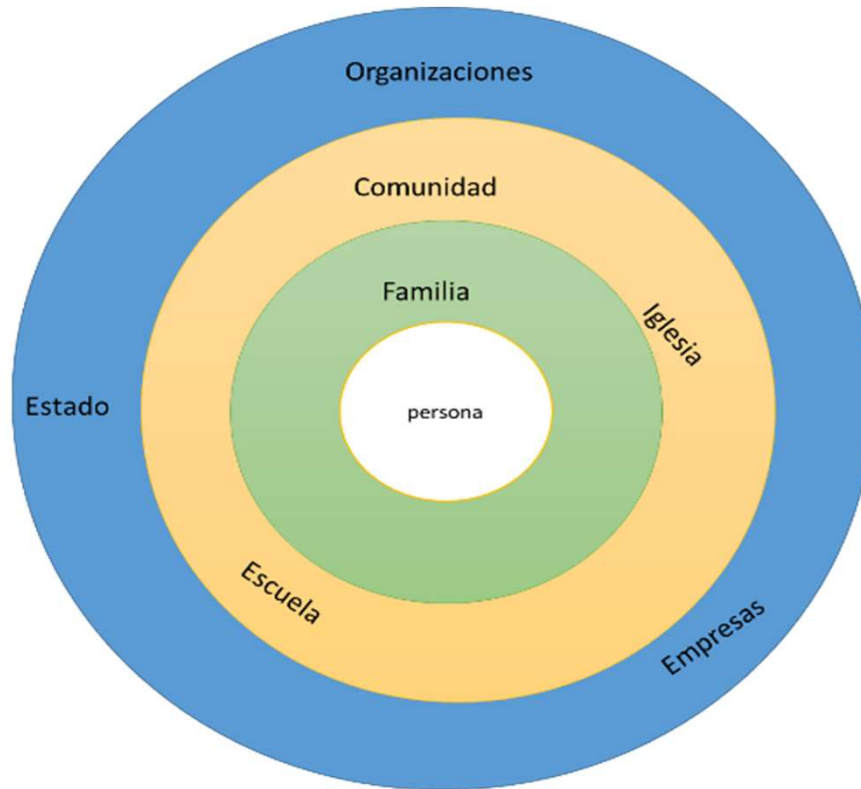 Organizaciones
Comunidad
Familia
Iglesia
Estado
persona
Escuela
Empresas